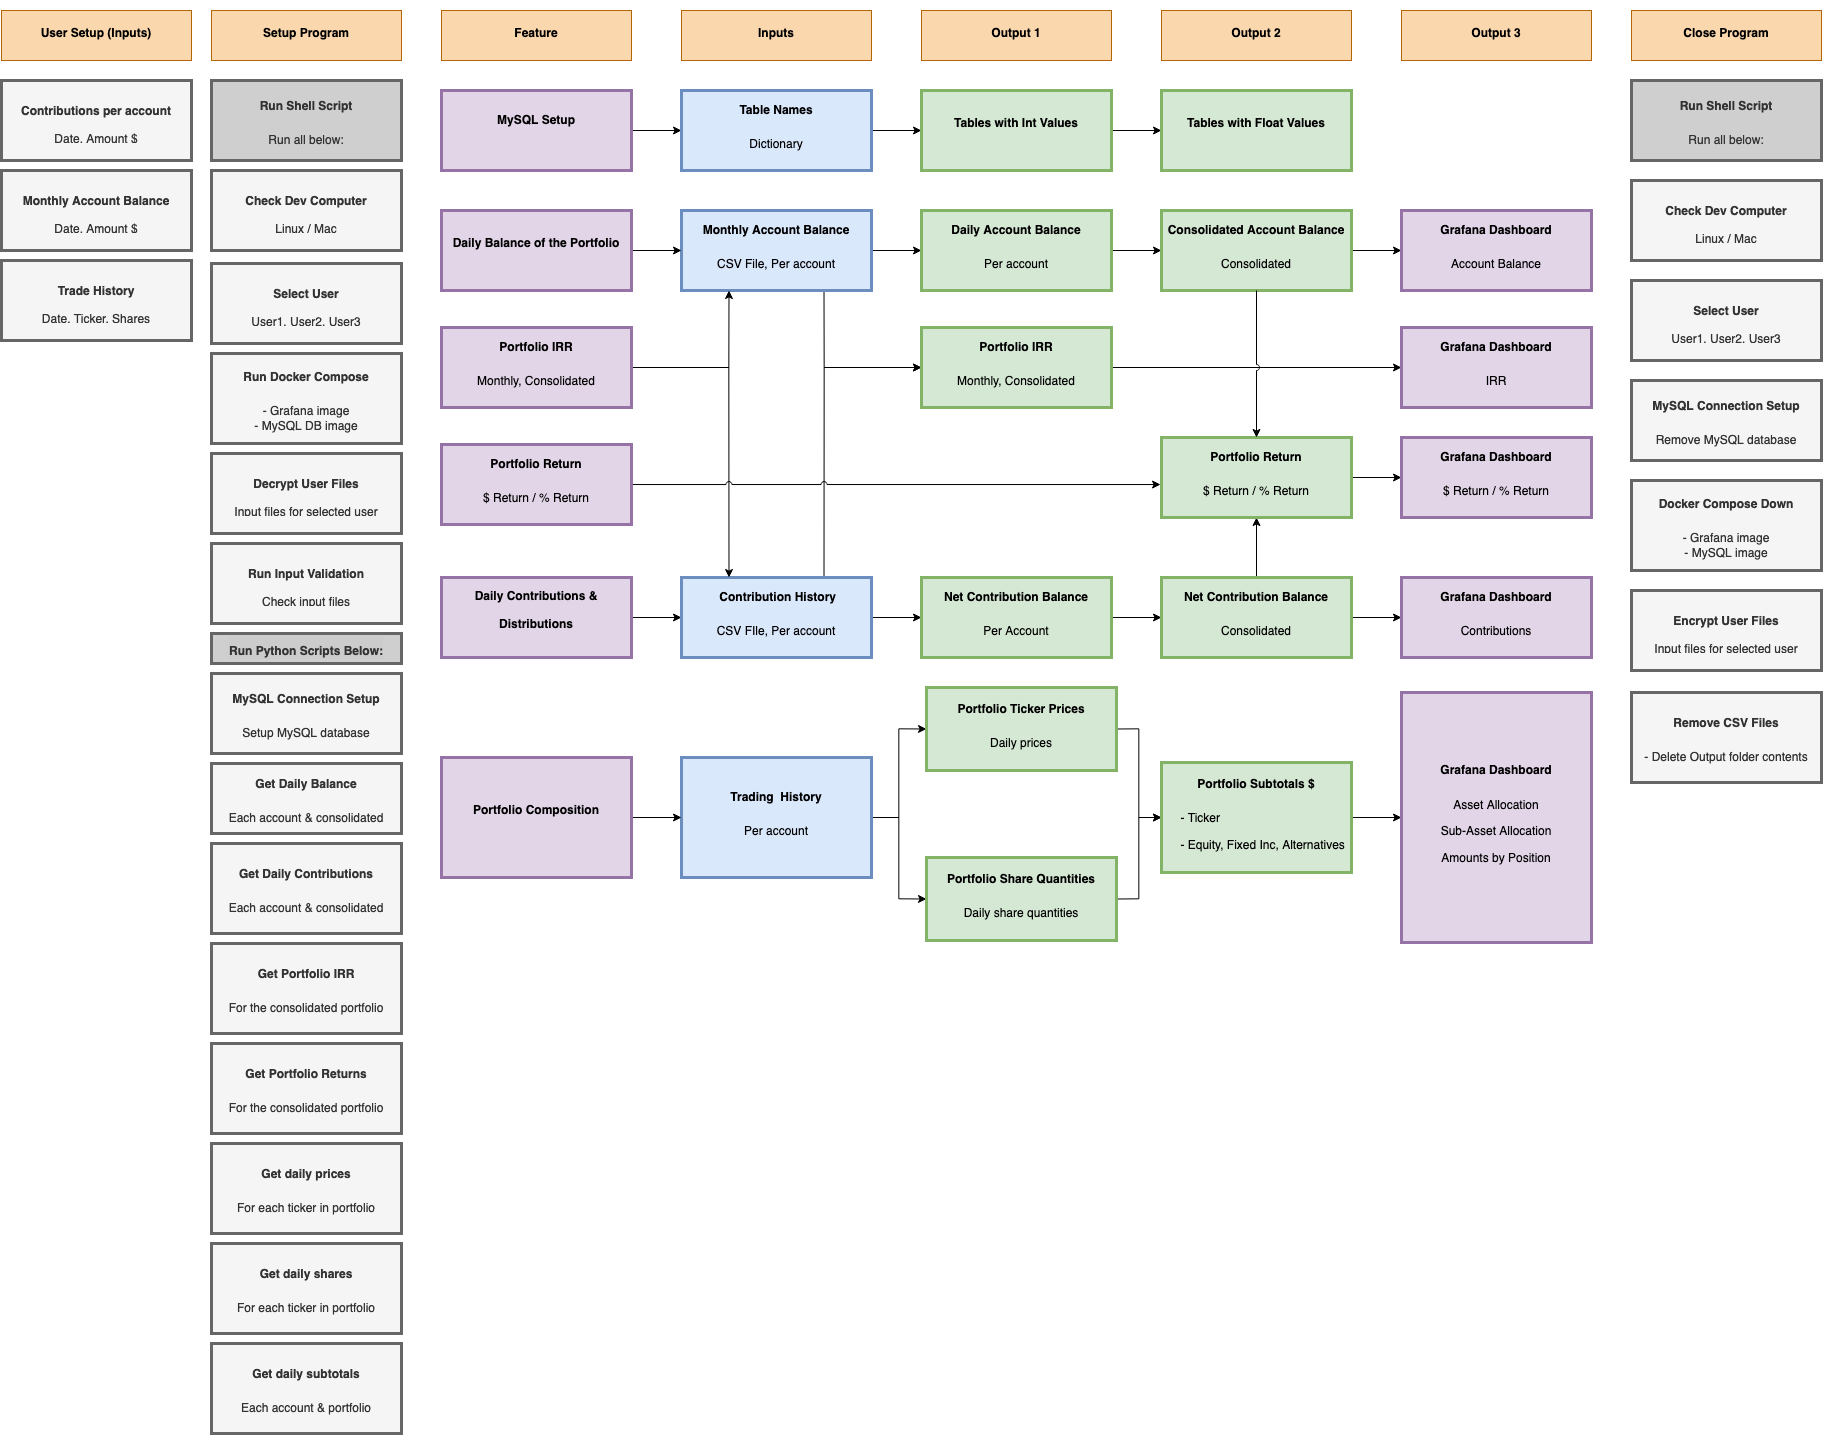 User Setup (Inputs)
Contributions per account
Date. Amount $
Monthly Account Balance
Date. Amount $
Trade History
Date. Ticker. Shares
Setup Program
Run Shell Script
Run all below:
Check Dev Computer
Linux / Mac
Select User
User1. User2. User3
Run Docker Compose
- Grafana image
- MySQL DB image
Decrypt User Files
Input files for selected user
Run Input Validation
Check input files
Run Python Scripts Below:
MySQL Connection Setup
Setup MySQL database
Get Daily Balance
Each account & consolidated
Get Daily Contributions
Each account & consolidated
Get Portfolio IRR
For the consolidated portfolio
Get Portfolio Returns
For the consolidated portfolio
Get daily prices
For each ticker in portfolio
Get daily shares
For each ticker in portfolio
Get daily subtotals
Each account & portfolio
Feature
Inputs
Output 1
Output 2
Output 3
MySQL Setup
Table Names
Dictionary
Tables with Int Values
Tables with Float Values
Daily Balance of the Portfolio
Monthly Account Balance
CSV File, Per account
Daily Account Balance
Per account
Consolidated Account Balance
Consolidated
Grafana Dashboard
Account Balance
Portfolio IRR
Monthly, Consolidated
Portfolio IRR
Monthly, Consolidated
Grafana Dashboard
IRR
Portfolio Return
$ Return / % Return
Portfolio Return
$ Return / % Return
Grafana Dashboard
$ Return / % Return
Daily Contributions &
Distributions
Contribution History
CSV FIle, Per account
Net Contribution Balance
Per Account
Net Contribution Balance
Consolidated
Grafana Dashboard
Contributions
Portfolio Composition
Trading  History
Per account
Portfolio Ticker Prices
Daily prices
Portfolio Share Quantities
Daily share quantities
Portfolio Subtotals $
- Ticker
- Equity, Fixed Inc, Alternatives
Grafana Dashboard
Asset Allocation
Sub-Asset Allocation
Amounts by Position
Close Program
Run Shell Script
Run all below:
Check Dev Computer
Linux / Mac
Select User
User1. User2. User3
MySQL Connection Setup
Remove MySQL database
Docker Compose Down
- Grafana image
- MySQL image
Encrypt User Files
Input files for selected user
Remove CSV Files
- Delete Output folder contents